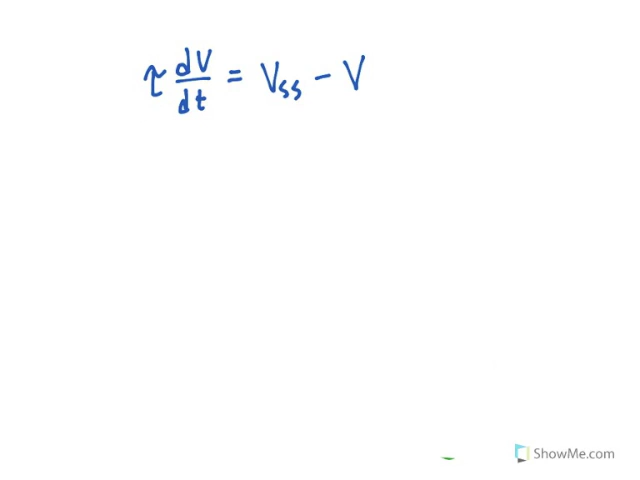 τ dV/dt = Vss − V
ShowMe.com